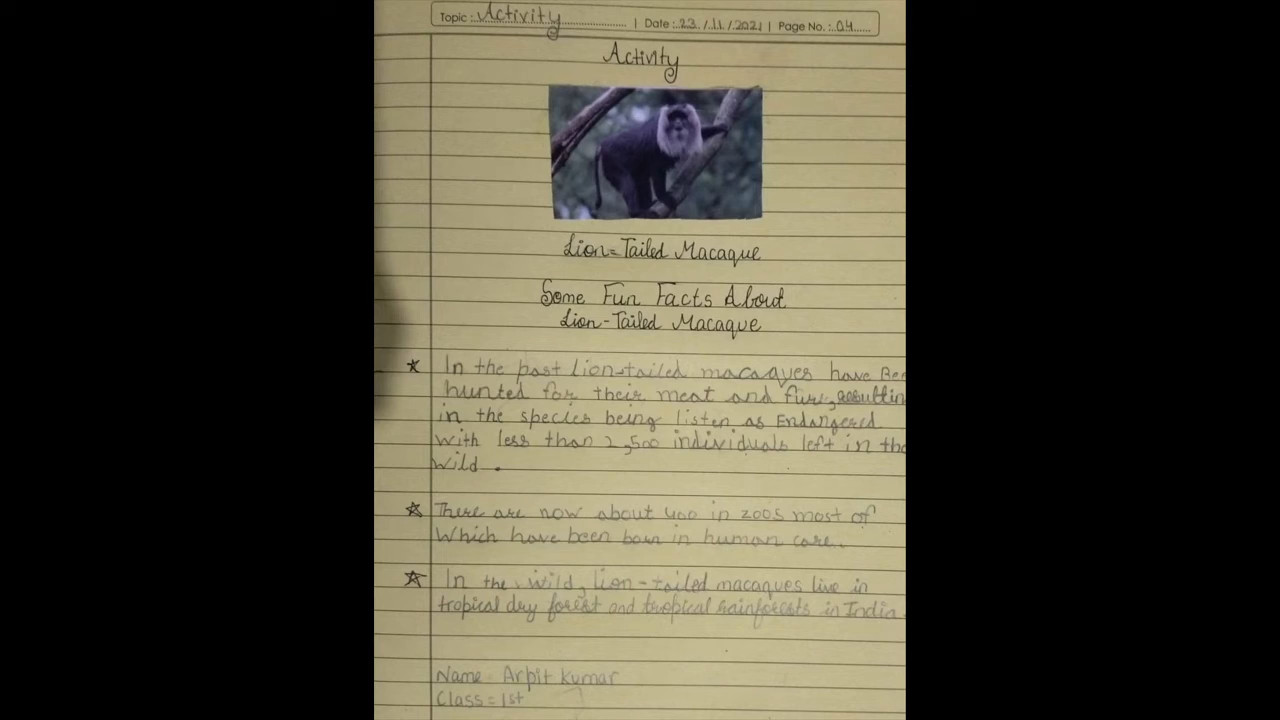 Topic : Activity | Date : 23 / 11 / 2021 | Page No. : 04
Activity
Lion=Tailed Macaque
Some Fun Facts About
Lion-Tailed Macaque
In the past lion-tailed macaques have Bee
hunted for their meat and fur, resultin
in the species being listen as Endangered
with less than 2,500 individuals left in the
wild.
There are now about 400 in zoos most of
Which have been born in human care.
In the wild, lion-tailed macaques live in
tropical dry forest and tropical rainforests in India.
Name Arpit Kumar
Class = 1st